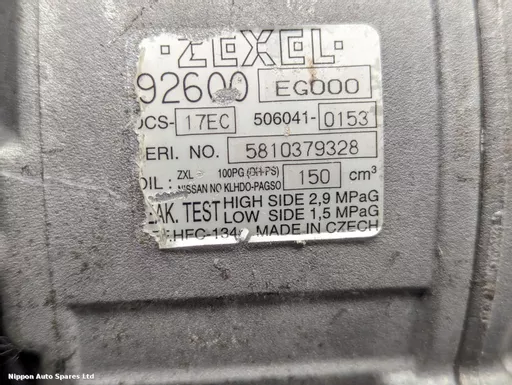 ZEXEL
92600 EG000
DCS- 17EC 506041- 0153
ERI. NO. 5810379328
OIL: ZXL 100PG (DH-PS) 150 cm³
NISSAN NO KLHDO-PAGSO
EAK. TEST HIGH SIDE 2,9 MPaG
LOW SIDE 1,5 MPaG
HFC-134a MADE IN CZECH
Nippon Auto Spares Ltd